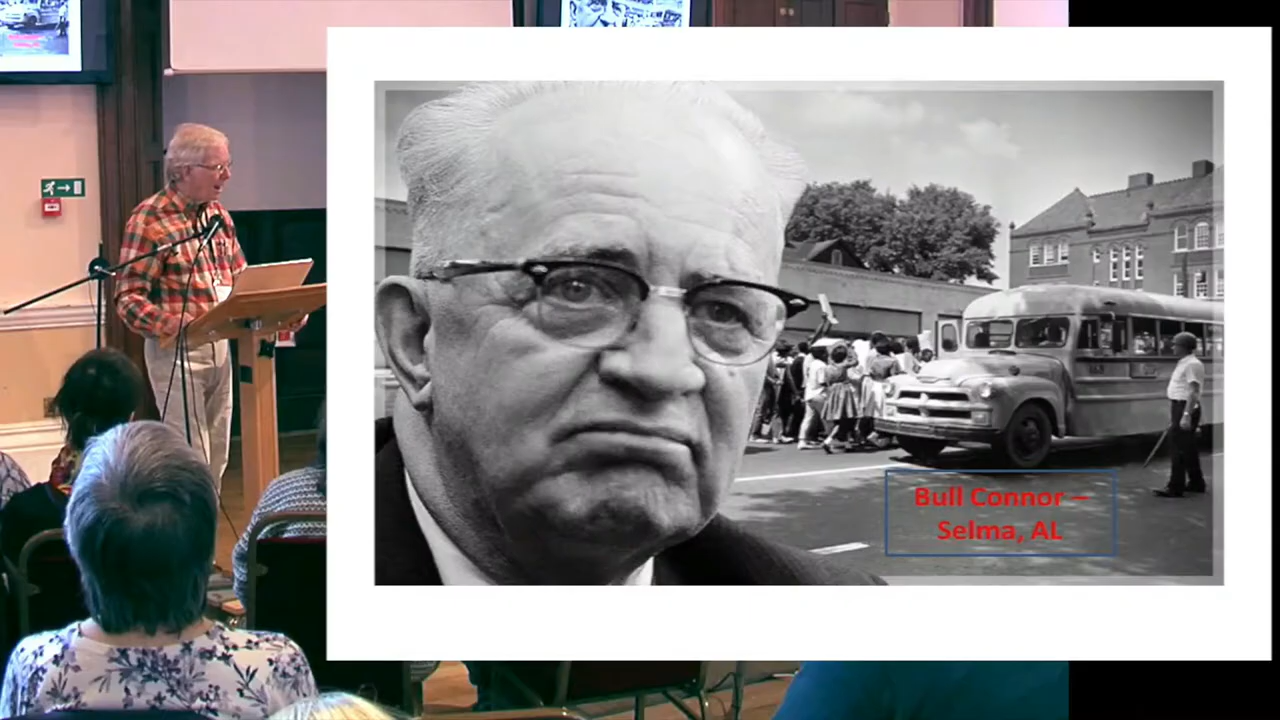 Bull Connor –
Selma, AL